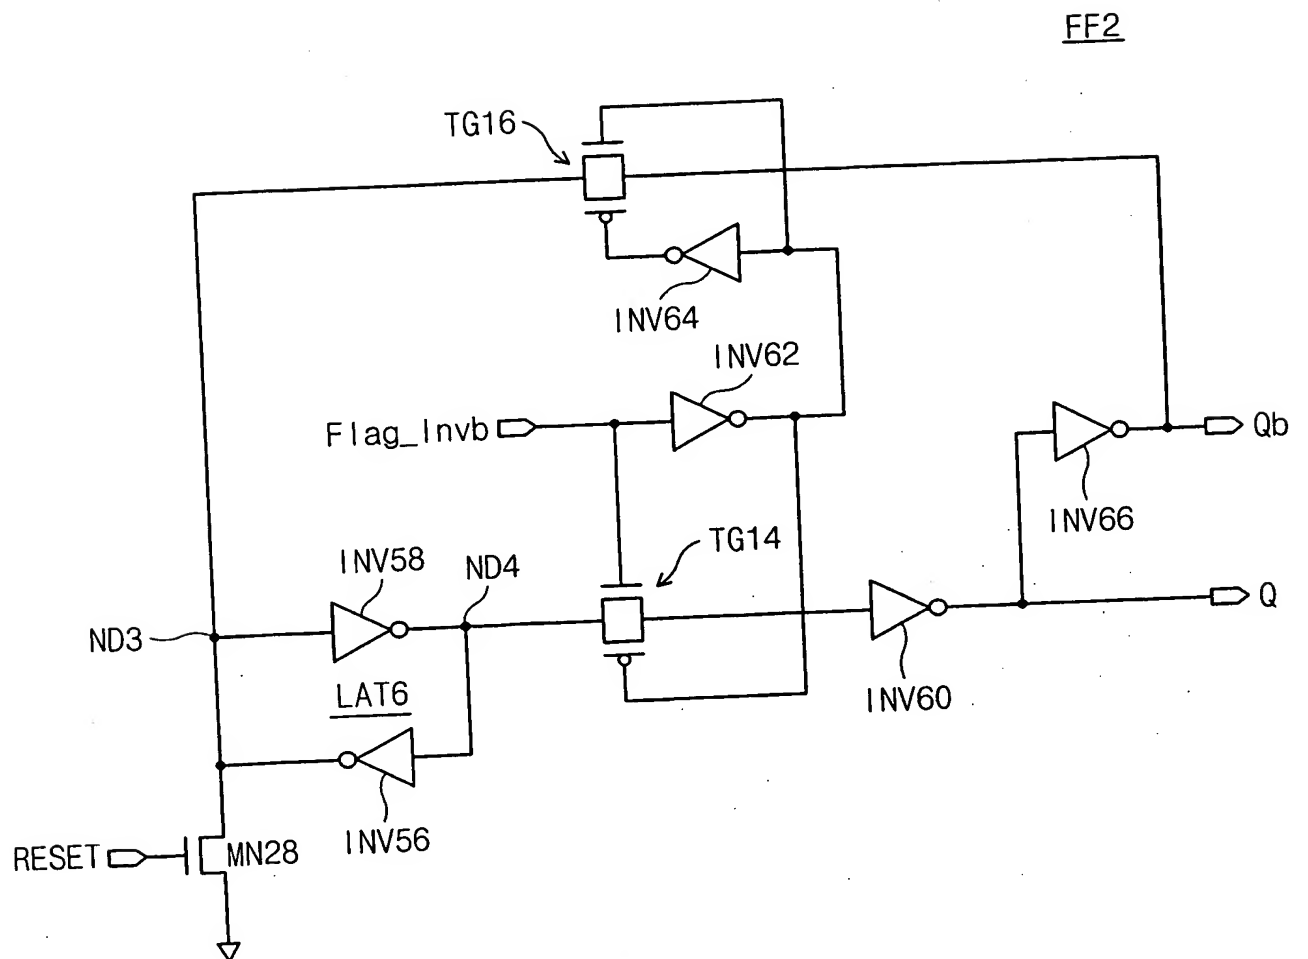 FF2
TG16
INV64
INV62
Flag_Invb
Qb
INV66
TG14
INV58
ND4
Q
ND3
INV60
LAT6
INV56
RESET
MN28